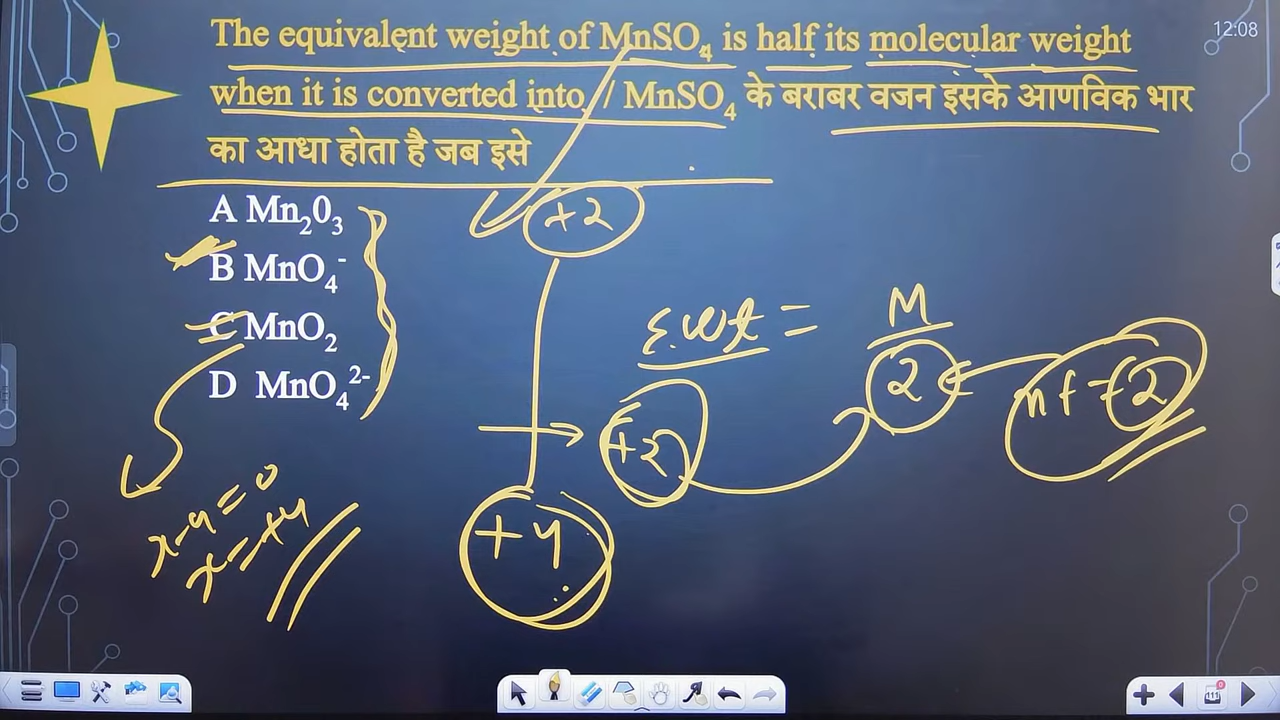 12:08
The equivalent weight of MnSO₄ is half its molecular weight
when it is converted into / MnSO₄ के बराबर वजन इसके आणविक भार
का आधा होता है जब इसे
A Mn₂0₃
B MnO₄⁻
C MnO₂
D MnO₄²⁻
+2
E.wt = M
2
nf = 2
+2
x-4=0
x=+4
+4